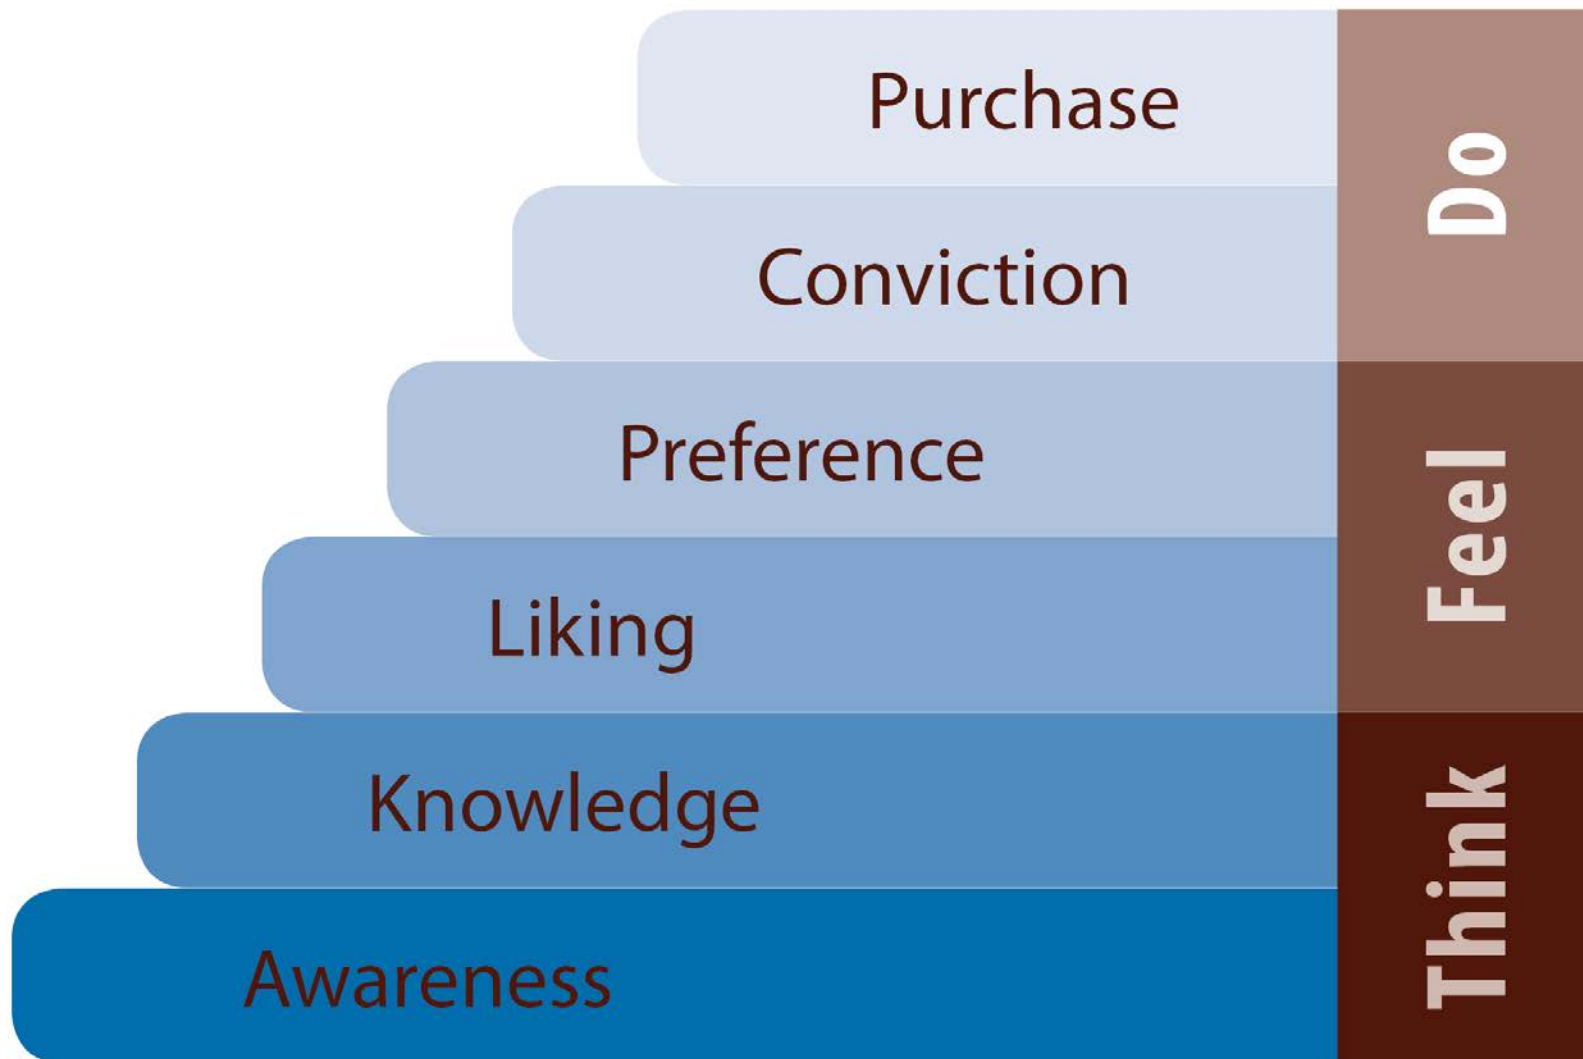 Purchase
Conviction
Do
Preference
Liking
Feel
Knowledge
Awareness
Think